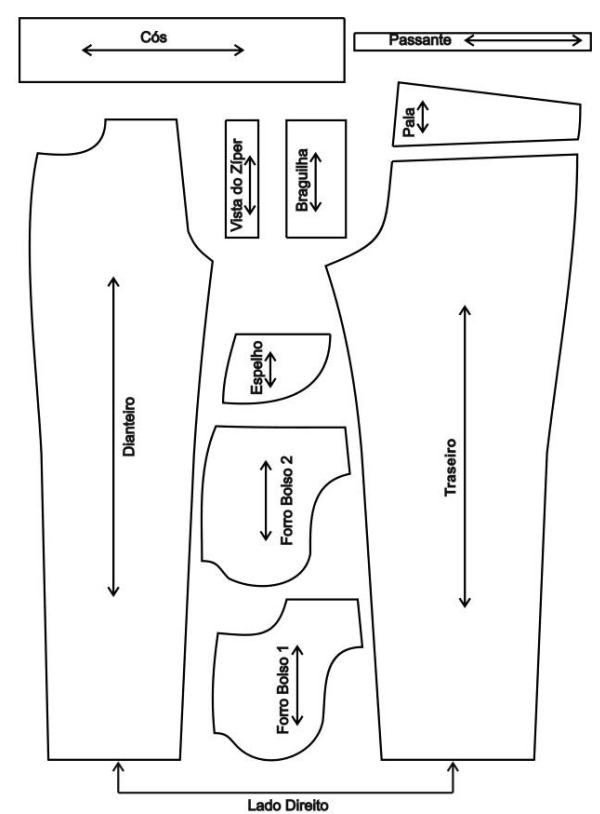 Cós
Passante
Pala
Vista do Zíper
Braguilha
Espelho
Dianteiro
Traseiro
Forro Bolso 2
Forro Bolso 1
Lado Direito